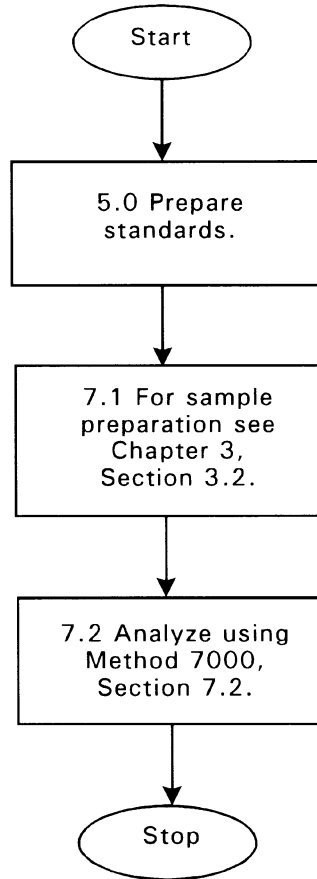 Start
5.0 Prepare
standards.
7.1 For sample
preparation see
Chapter 3,
Section 3.2.
7.2 Analyze using
Method 7000,
Section 7.2.
Stop